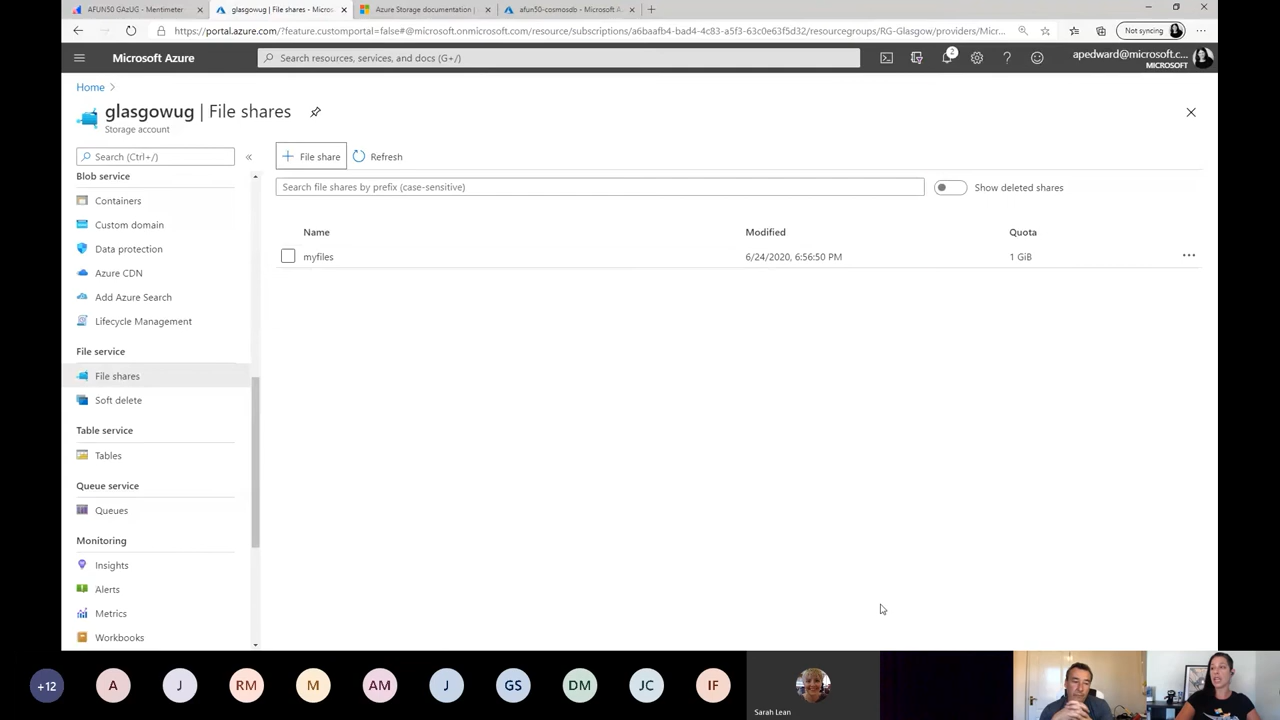 AFUN50 GAzUG - Mentimeter
glasgowug | File shares - Micros
Azure Storage documentation |
afun50-cosmosdb - Microsoft A
https://portal.azure.com/?feature.customportal=false#@microsoft.onmicrosoft.com/resource/subscriptions/a6baafb4-bad4-4c83-a5f3-63c0e63f5d32/resourcegroups/RG-Glasgow/providers/Micr...
Not syncing
Microsoft Azure
Search resources, services, and docs (G+/)
2
apedward@microsoft.c...
MICROSOFT
Home
glasgowug | File shares
Storage account
Search (Ctrl+/)
File share
Refresh
Search file shares by prefix (case-sensitive)
Show deleted shares
Name
Modified
Quota
myfiles
6/24/2020, 6:56:50 PM
1 GiB
Blob service
Containers
Custom domain
Data protection
Azure CDN
Add Azure Search
Lifecycle Management
File service
File shares
Soft delete
Table service
Tables
Queue service
Queues
Monitoring
Insights
Alerts
Metrics
Workbooks
+12
A
J
RM
M
AM
J
GS
DM
JC
IF
Sarah Lean